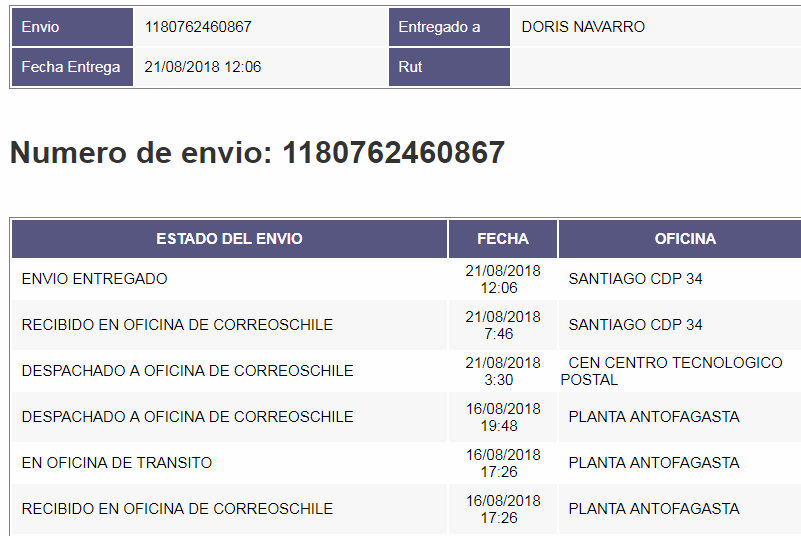 Envio 1180762460867 Entregado a DORIS NAVARRO
Fecha Entrega 21/08/2018 12:06 Rut
Numero de envio: 1180762460867
ESTADO DEL ENVIO FECHA OFICINA
ENVIO ENTREGADO 21/08/2018 12:06 SANTIAGO CDP 34
RECIBIDO EN OFICINA DE CORREOSCHILE 21/08/2018 7:46 SANTIAGO CDP 34
DESPACHADO A OFICINA DE CORREOSCHILE 21/08/2018 3:30 CEN CENTRO TECNOLOGICO POSTAL
DESPACHADO A OFICINA DE CORREOSCHILE 16/08/2018 19:48 PLANTA ANTOFAGASTA
EN OFICINA DE TRANSITO 16/08/2018 17:26 PLANTA ANTOFAGASTA
RECIBIDO EN OFICINA DE CORREOSCHILE 16/08/2018 17:26 PLANTA ANTOFAGASTA